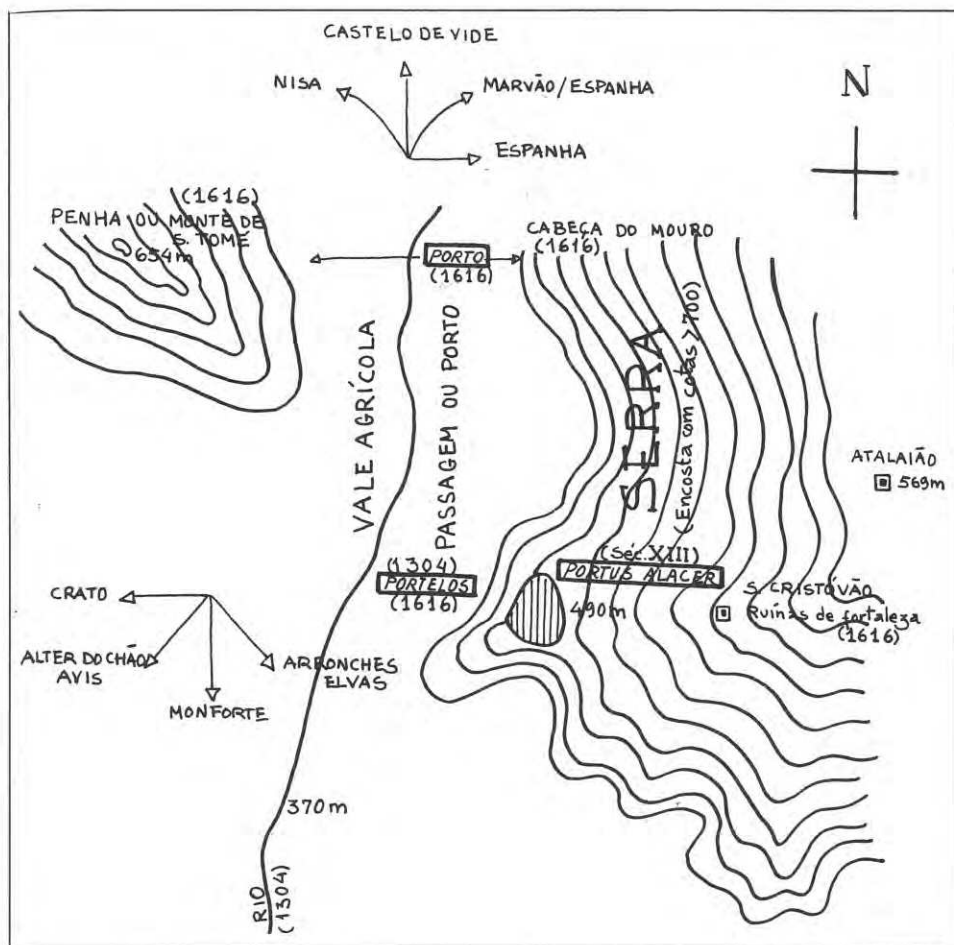 CASTELO DE VIDE
NISA
MARVÃO/ESPANHA
N
ESPANHA
(1616)
PENHA OU MONTE DE
S. TOMÉ
654m
CABEÇA DO MOURO
(1616)
PORTO
(1616)
VALE AGRÍCOLA
PASSAGEM OU PORTO
SERRA
(Encosta com cotas >700)
ATALAIÃO
569m
(1304)
PORTELOS
(1616)
(Séc. XIII)
PORTUS ALACER
490m
S. CRISTÓVÃO
Ruínas de fortaleza
(1616)
CRATO
ALTER DO CHÃO
AVIS
ARRONCHES
ELVAS
MONFORTE
370m
RIO
(1304)